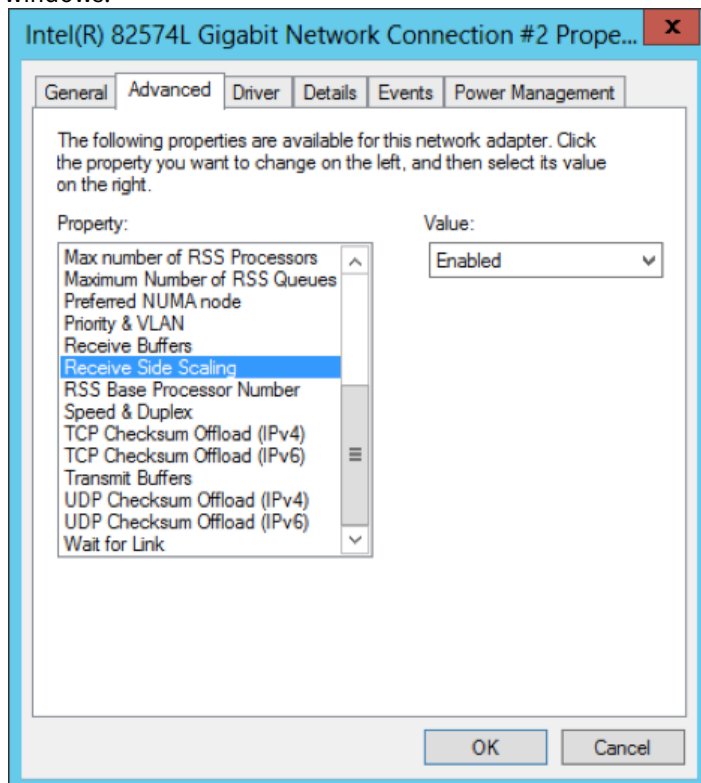 windows.
Intel(R) 82574L Gigabit Network Connection #2 Prope...
x
General Advanced Driver Details Events Power Management
The following properties are available for this network adapter. Click
the property you want to change on the left, and then select its value
on the right.
Property:
Value:
Max number of RSS Processors
Maximum Number of RSS Queues
Preferred NUMA node
Priority & VLAN
Receive Buffers
Receive Side Scaling
RSS Base Processor Number
Speed & Duplex
TCP Checksum Offload (IPv4)
TCP Checksum Offload (IPv6)
Transmit Buffers
UDP Checksum Offload (IPv4)
UDP Checksum Offload (IPv6)
Wait for Link
Enabled
OK Cancel